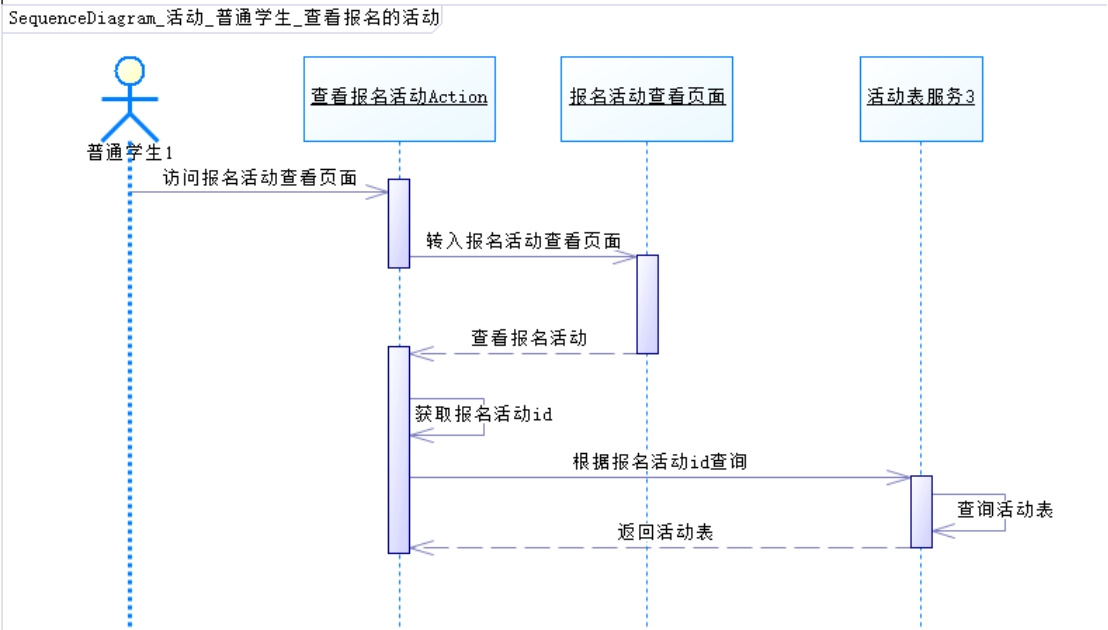 SequenceDiagram_活动_普通学生_查看报名的活动
查看报名活动Action
报名活动查看页面
活动表服务3
普通学生1
访问报名活动查看页面
转入报名活动查看页面
查看报名活动
获取报名活动id
根据报名活动id查询
查询活动表
返回活动表